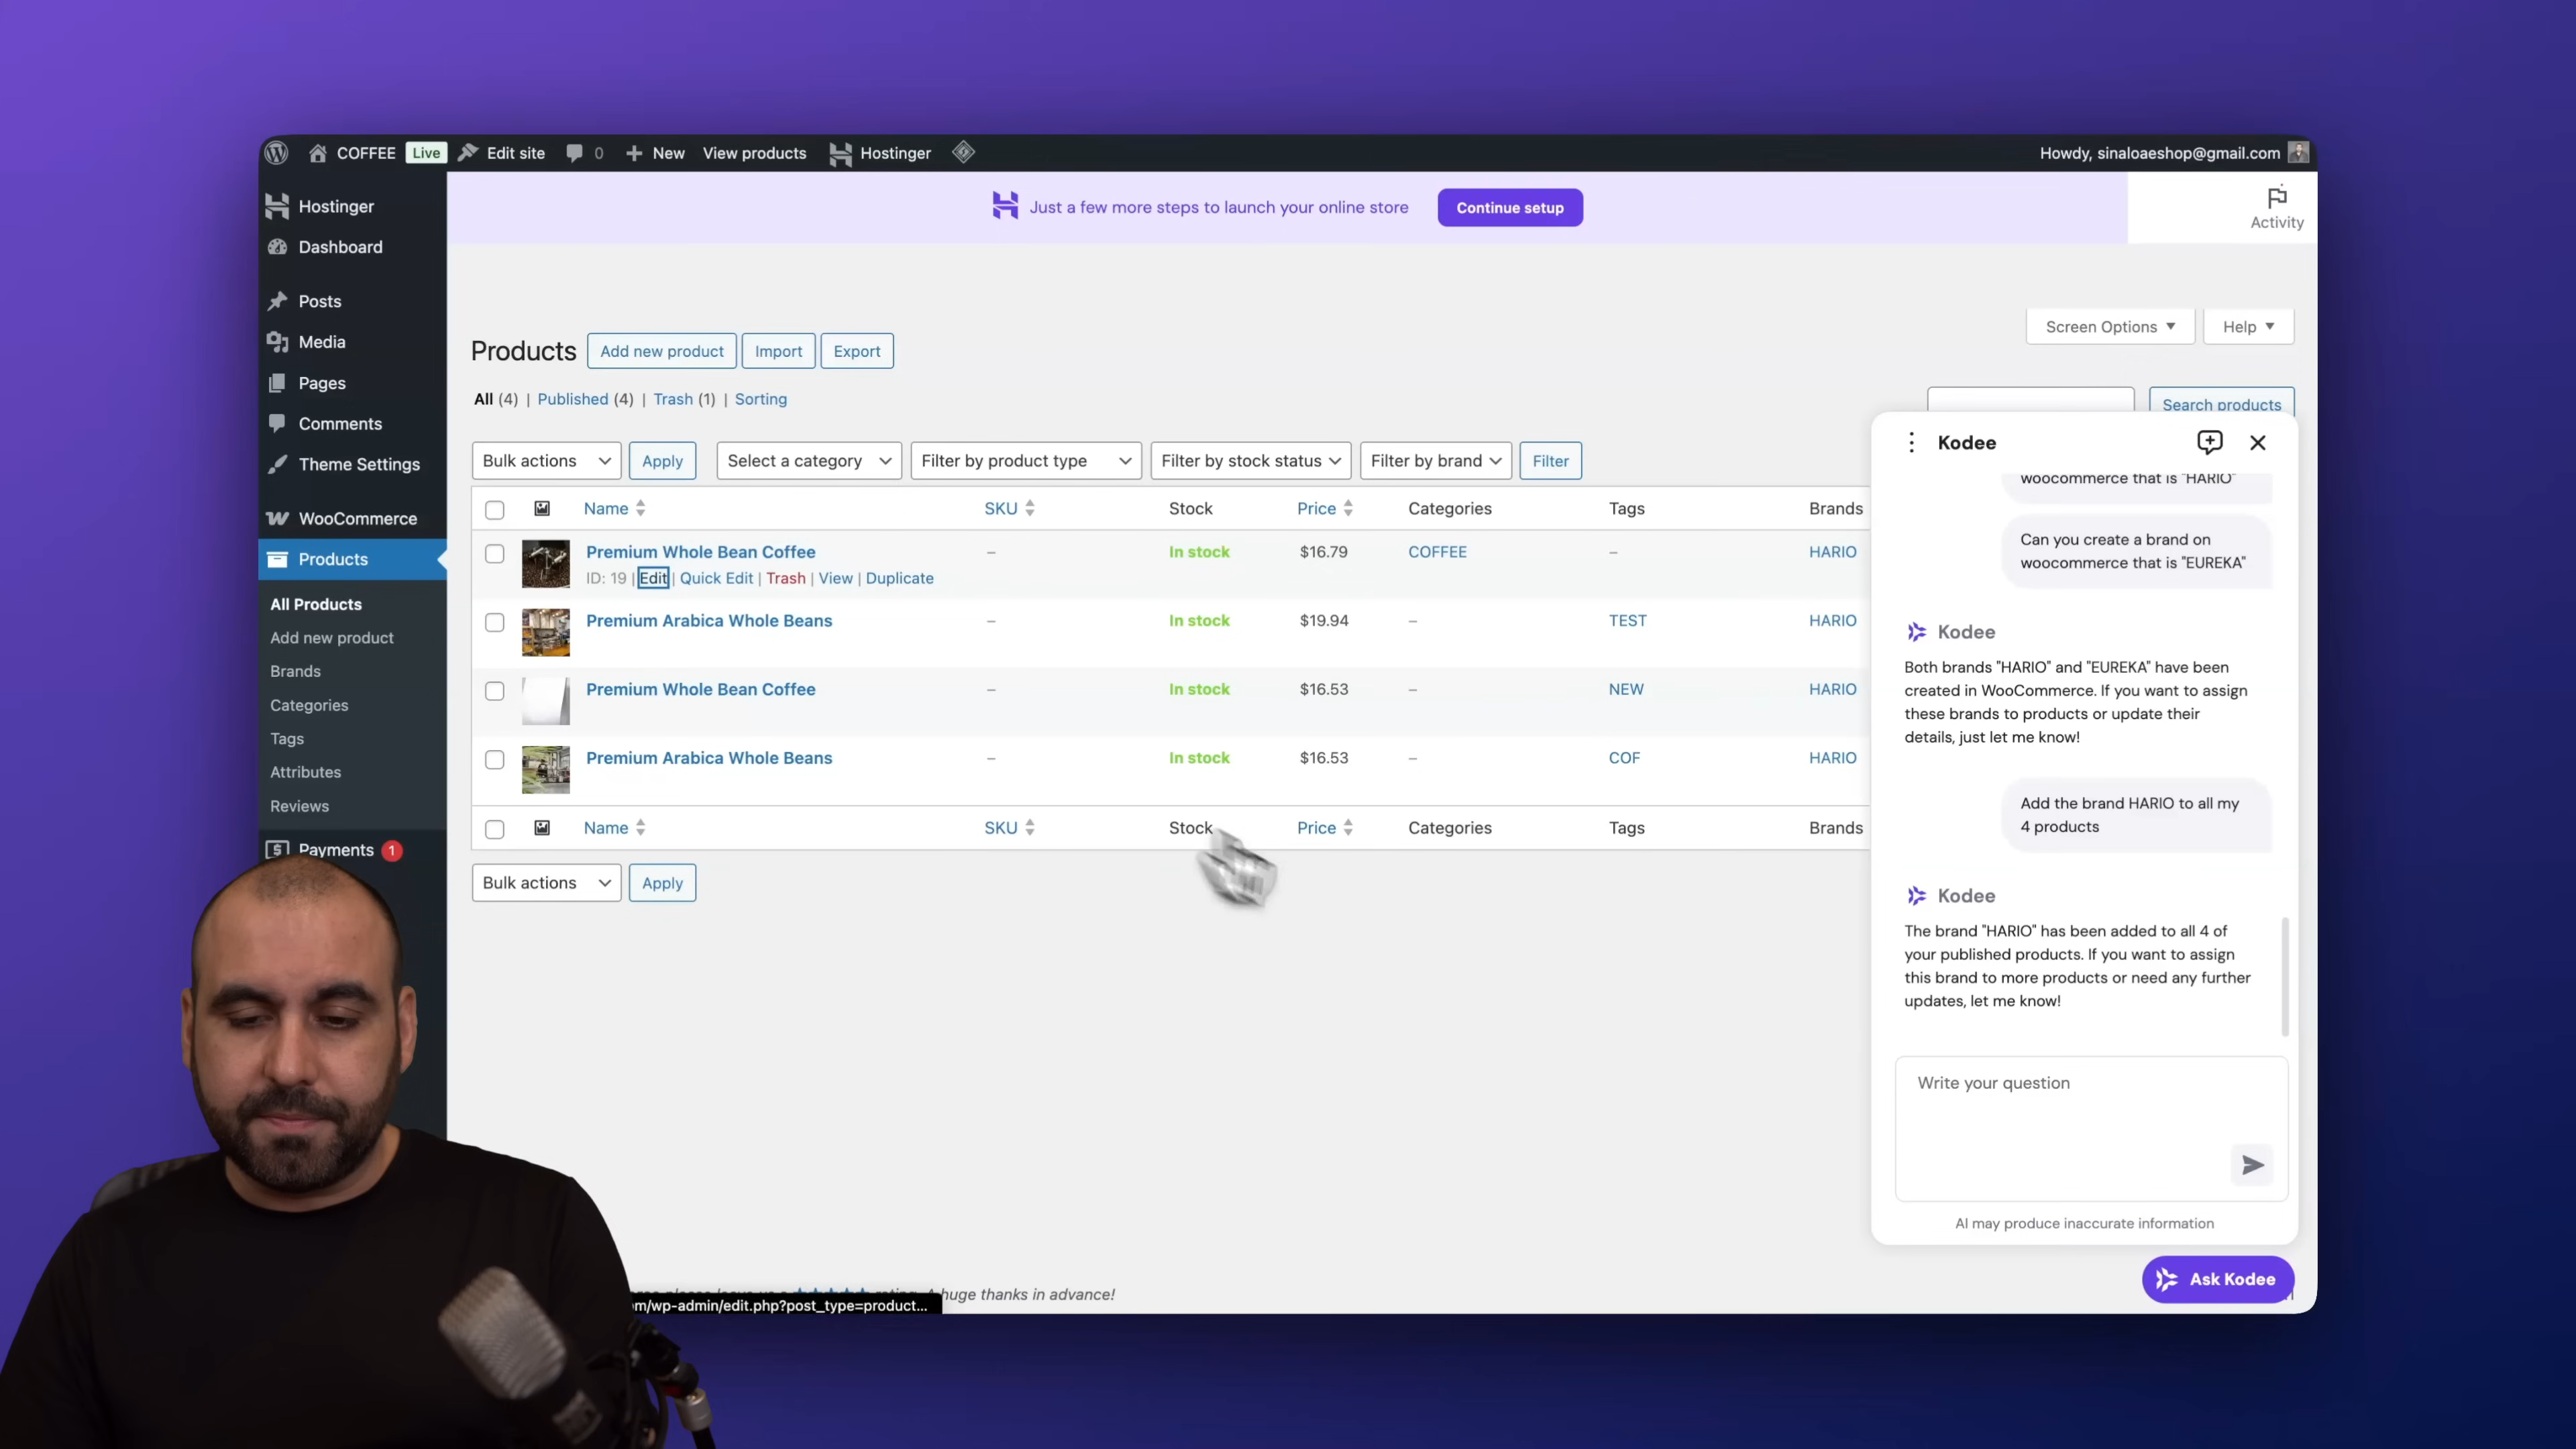 COFFEE Live Edit site 0 New View products Hostinger
Howdy, sinaloaeshop@gmail.com
Just a few more steps to launch your online store Continue setup
Activity
Hostinger
Dashboard
Posts
Media
Pages
Comments
Theme Settings
WooCommerce
Products
All Products
Add new product
Brands
Categories
Tags
Attributes
Reviews
Payments 1
Screen Options Help
Products Add new product Import Export
All (4) | Published (4) | Trash (1) | Sorting
Search products
Bulk actions Apply Select a category Filter by product type Filter by stock status Filter by brand Filter
Name SKU Stock Price Categories Tags Brands
Premium Whole Bean Coffee – In stock $16.79 COFFEE – HARIO
ID: 19 | Edit | Quick Edit | Trash | View | Duplicate
Premium Arabica Whole Beans – In stock $19.94 – TEST HARIO
Premium Whole Bean Coffee – In stock $16.53 – NEW HARIO
Premium Arabica Whole Beans – In stock $16.53 – COF HARIO
Name SKU Stock Price Categories Tags Brands
Bulk actions Apply
huge thanks in advance!
m/wp-admin/edit.php?post_type=product...
Kodee
woocommerce that is "HARIO"
Can you create a brand on
woocommerce that is "EUREKA"
Kodee
Both brands "HARIO" and "EUREKA" have been
created in WooCommerce. If you want to assign
these brands to products or update their
details, just let me know!
Add the brand HARIO to all my
4 products
Kodee
The brand "HARIO" has been added to all 4 of
your published products. If you want to assign
this brand to more products or need any further
updates, let me know!
Write your question
AI may produce inaccurate information
Ask Kodee